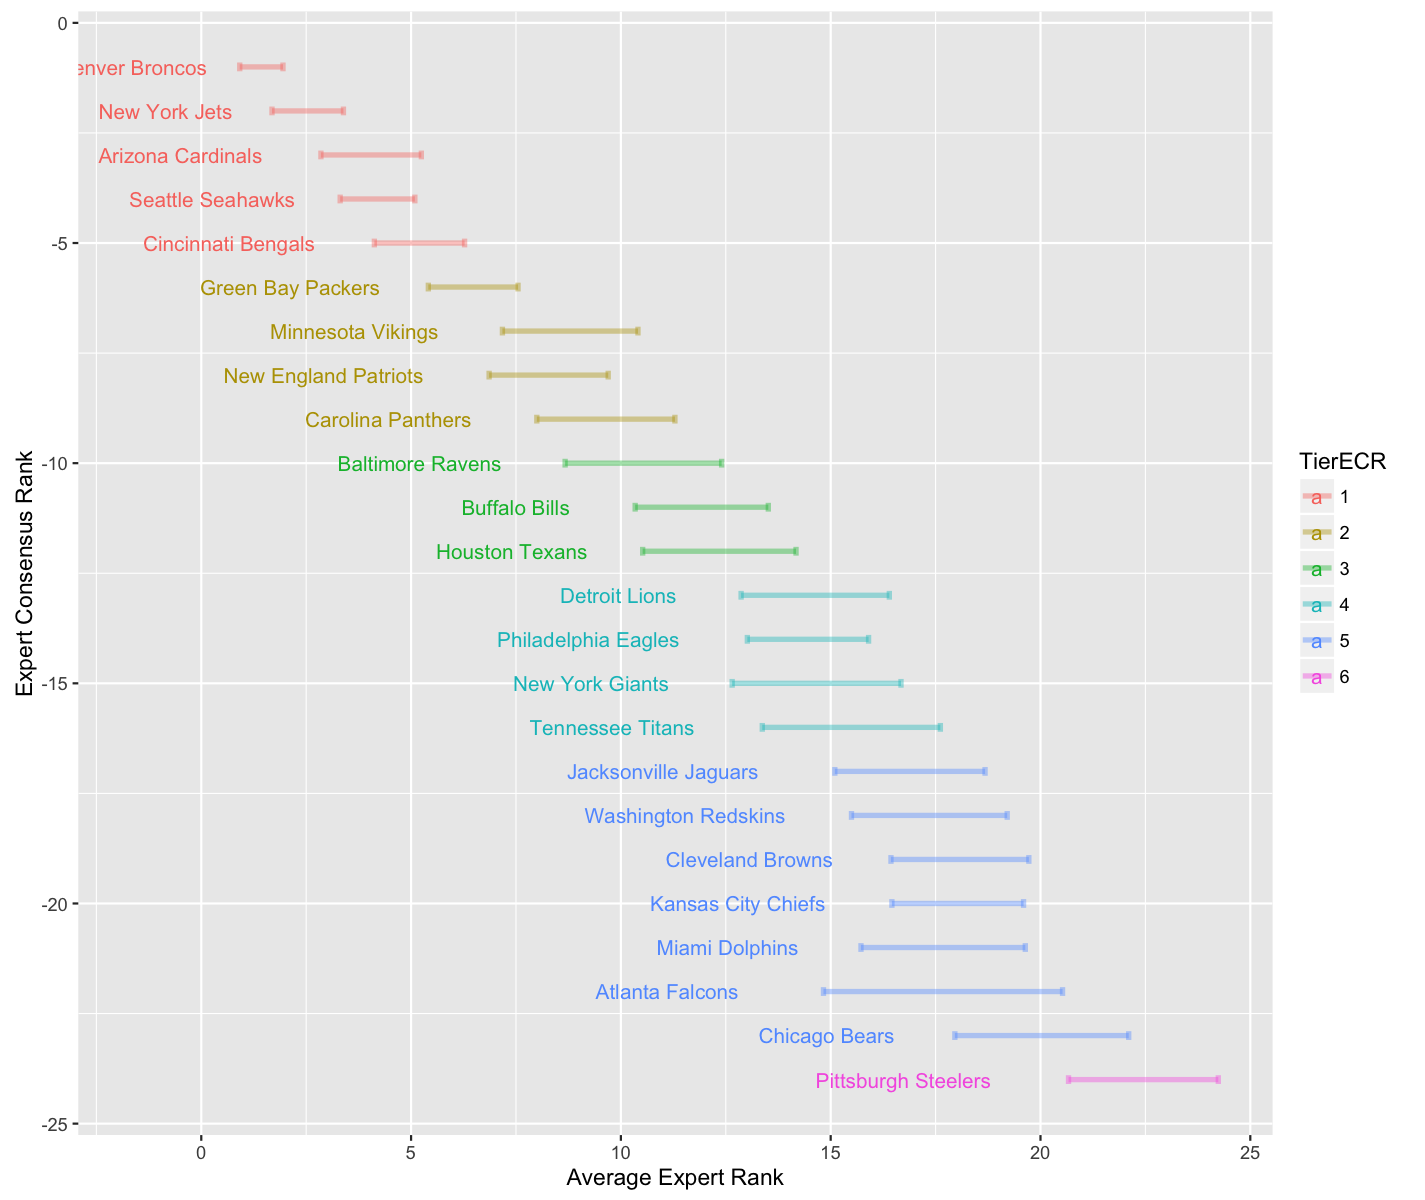 0
enver Broncos
New York Jets
Arizona Cardinals
Seattle Seahawks
-5
Cincinnati Bengals
Green Bay Packers
Minnesota Vikings
New England Patriots
Carolina Panthers
-10
Baltimore Ravens
Buffalo Bills
Houston Texans
Detroit Lions
Philadelphia Eagles
-15
New York Giants
Tennessee Titans
Jacksonville Jaguars
Washington Redskins
Cleveland Browns
-20
Kansas City Chiefs
Miami Dolphins
Atlanta Falcons
Chicago Bears
Pittsburgh Steelers
-25
0 5 10 15 20 25
Average Expert Rank
Expert Consensus Rank
TierECR
a 1
a 2
a 3
a 4
a 5
a 6